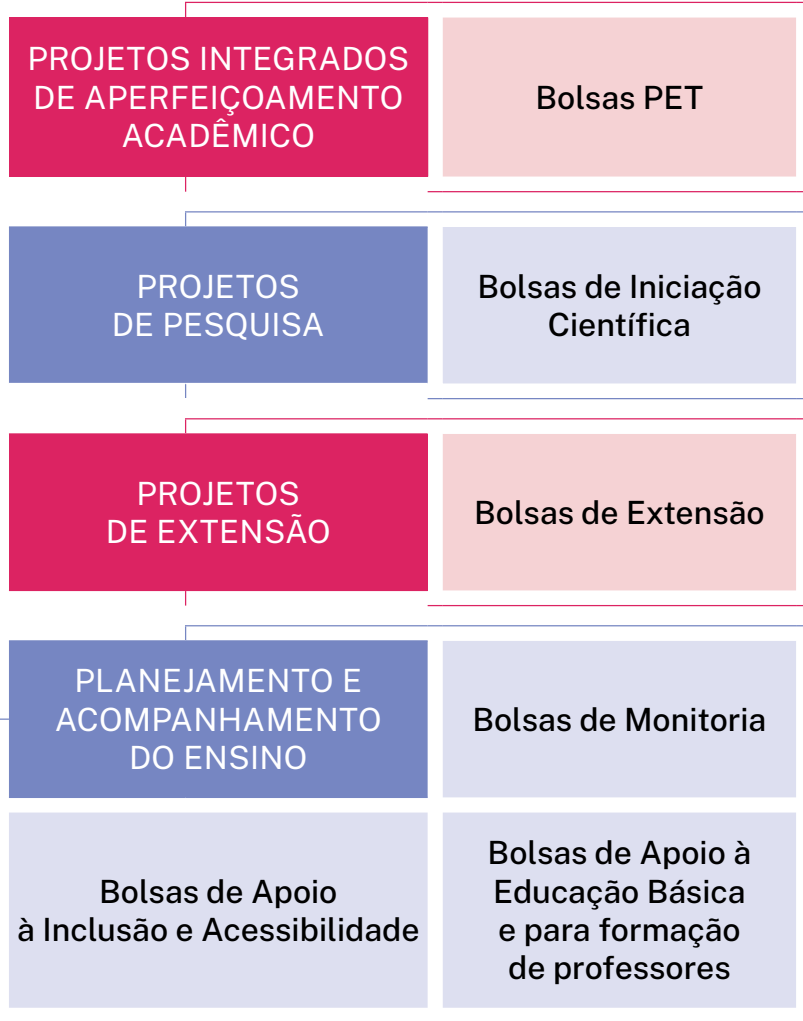 PROJETOS INTEGRADOS
DE APERFEIÇOAMENTO
ACADÊMICO
Bolsas PET
PROJETOS
DE PESQUISA
Bolsas de Iniciação
Científica
PROJETOS
DE EXTENSÃO
Bolsas de Extensão
PLANEJAMENTO E
ACOMPANHAMENTO
DO ENSINO
Bolsas de Monitoria
Bolsas de Apoio
à Inclusão e Acessibilidade
Bolsas de Apoio à
Educação Básica
e para formação
de professores